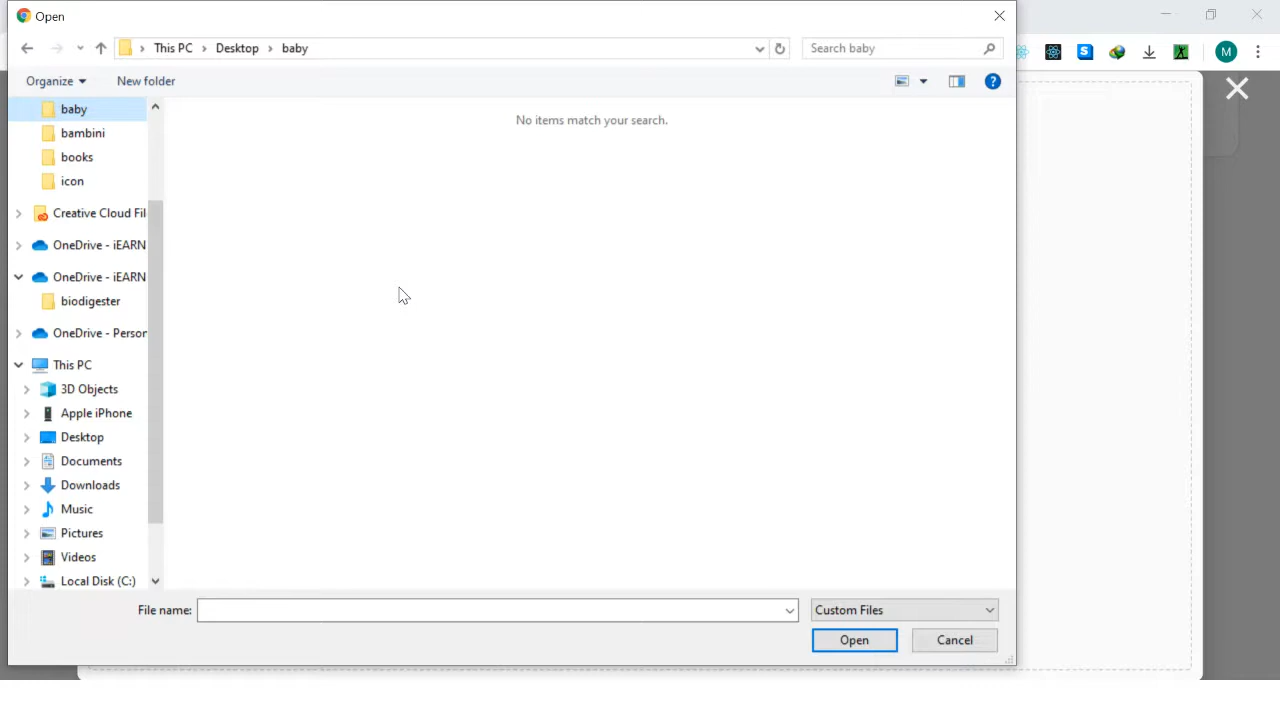 Open
This PC
Desktop
baby
Search baby
M
Organize
New folder
?
baby
No items match your search.
bambini
books
icon
Creative Cloud Fil
OneDrive - iEARN
OneDrive - iEARN
biodigester
OneDrive - Person
This PC
3D Objects
Apple iPhone
Desktop
Documents
Downloads
Music
Pictures
Videos
Local Disk (C:)
File name:
Custom Files
Open
Cancel
S